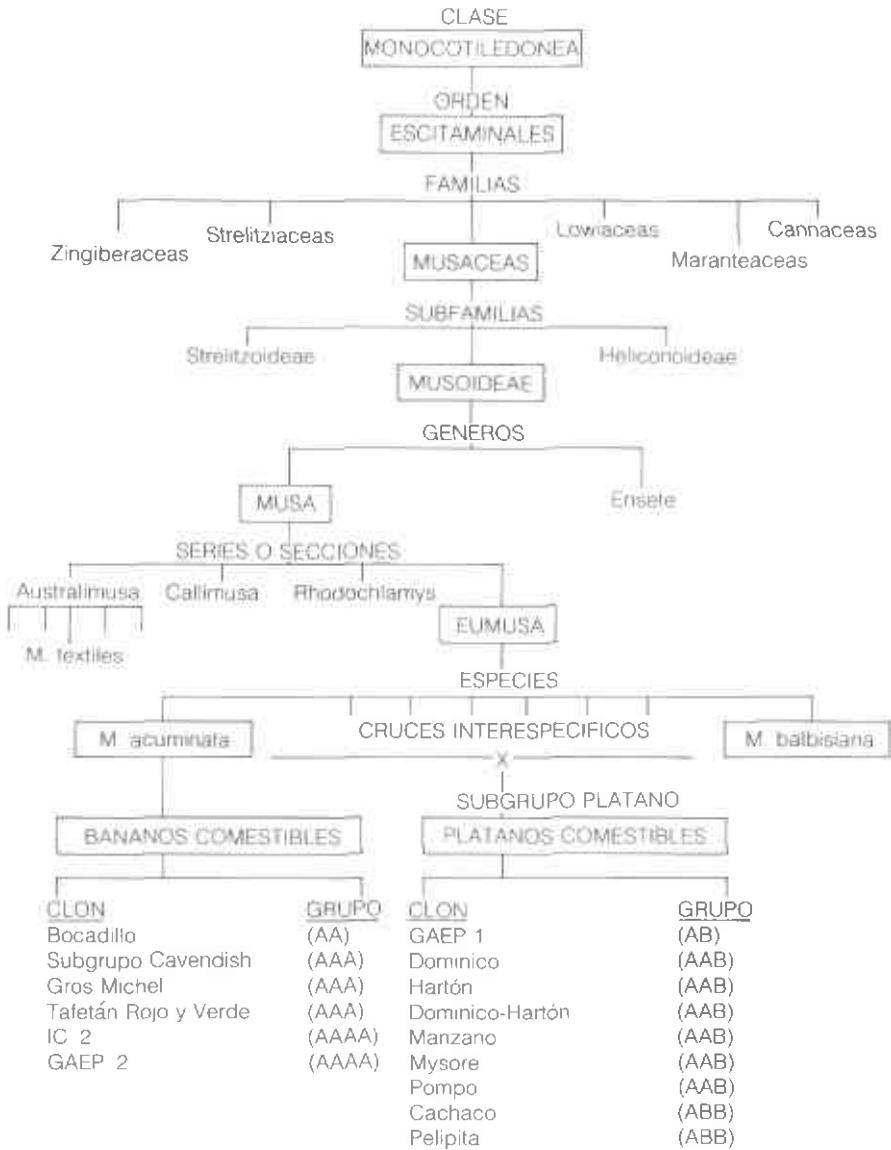 CLASE
MONOCOTILEDONEA
ORDEN
ESCITAMINALES
FAMILIAS
Zingiberaceas
Strelitziaceas
MUSACEAS
Lowiaceas
Maranteaceas
Cannaceas
SUBFAMILIAS
Strelitzoideae
MUSOIDEAE
Heliconoideae
GENEROS
MUSA
Ensete
SERIES O SECCIONES
Australimusa Callimusa Rhodochlamys
EUMUSA
M. textiles
ESPECIES
M. acuminata
CRUCES INTERESPECIFICOS
M. balbisiana
X
SUBGRUPO PLATANO
BANANOS COMESTIBLES
PLATANOS COMESTIBLES
CLON GRUPO
Bocadillo (AA)
Subgrupo Cavendish (AAA)
Gros Michel (AAA)
Tafetán Rojo y Verde (AAA)
IC 2 (AAAA)
GAEP 2 (AAAA)
CLON GRUPO
GAEP 1 (AB)
Dominico (AAB)
Hartón (AAB)
Dominico-Hartón (AAB)
Manzano (AAB)
Mysore (AAB)
Pompo (AAB)
Cachaco (ABB)
Pelipita (ABB)